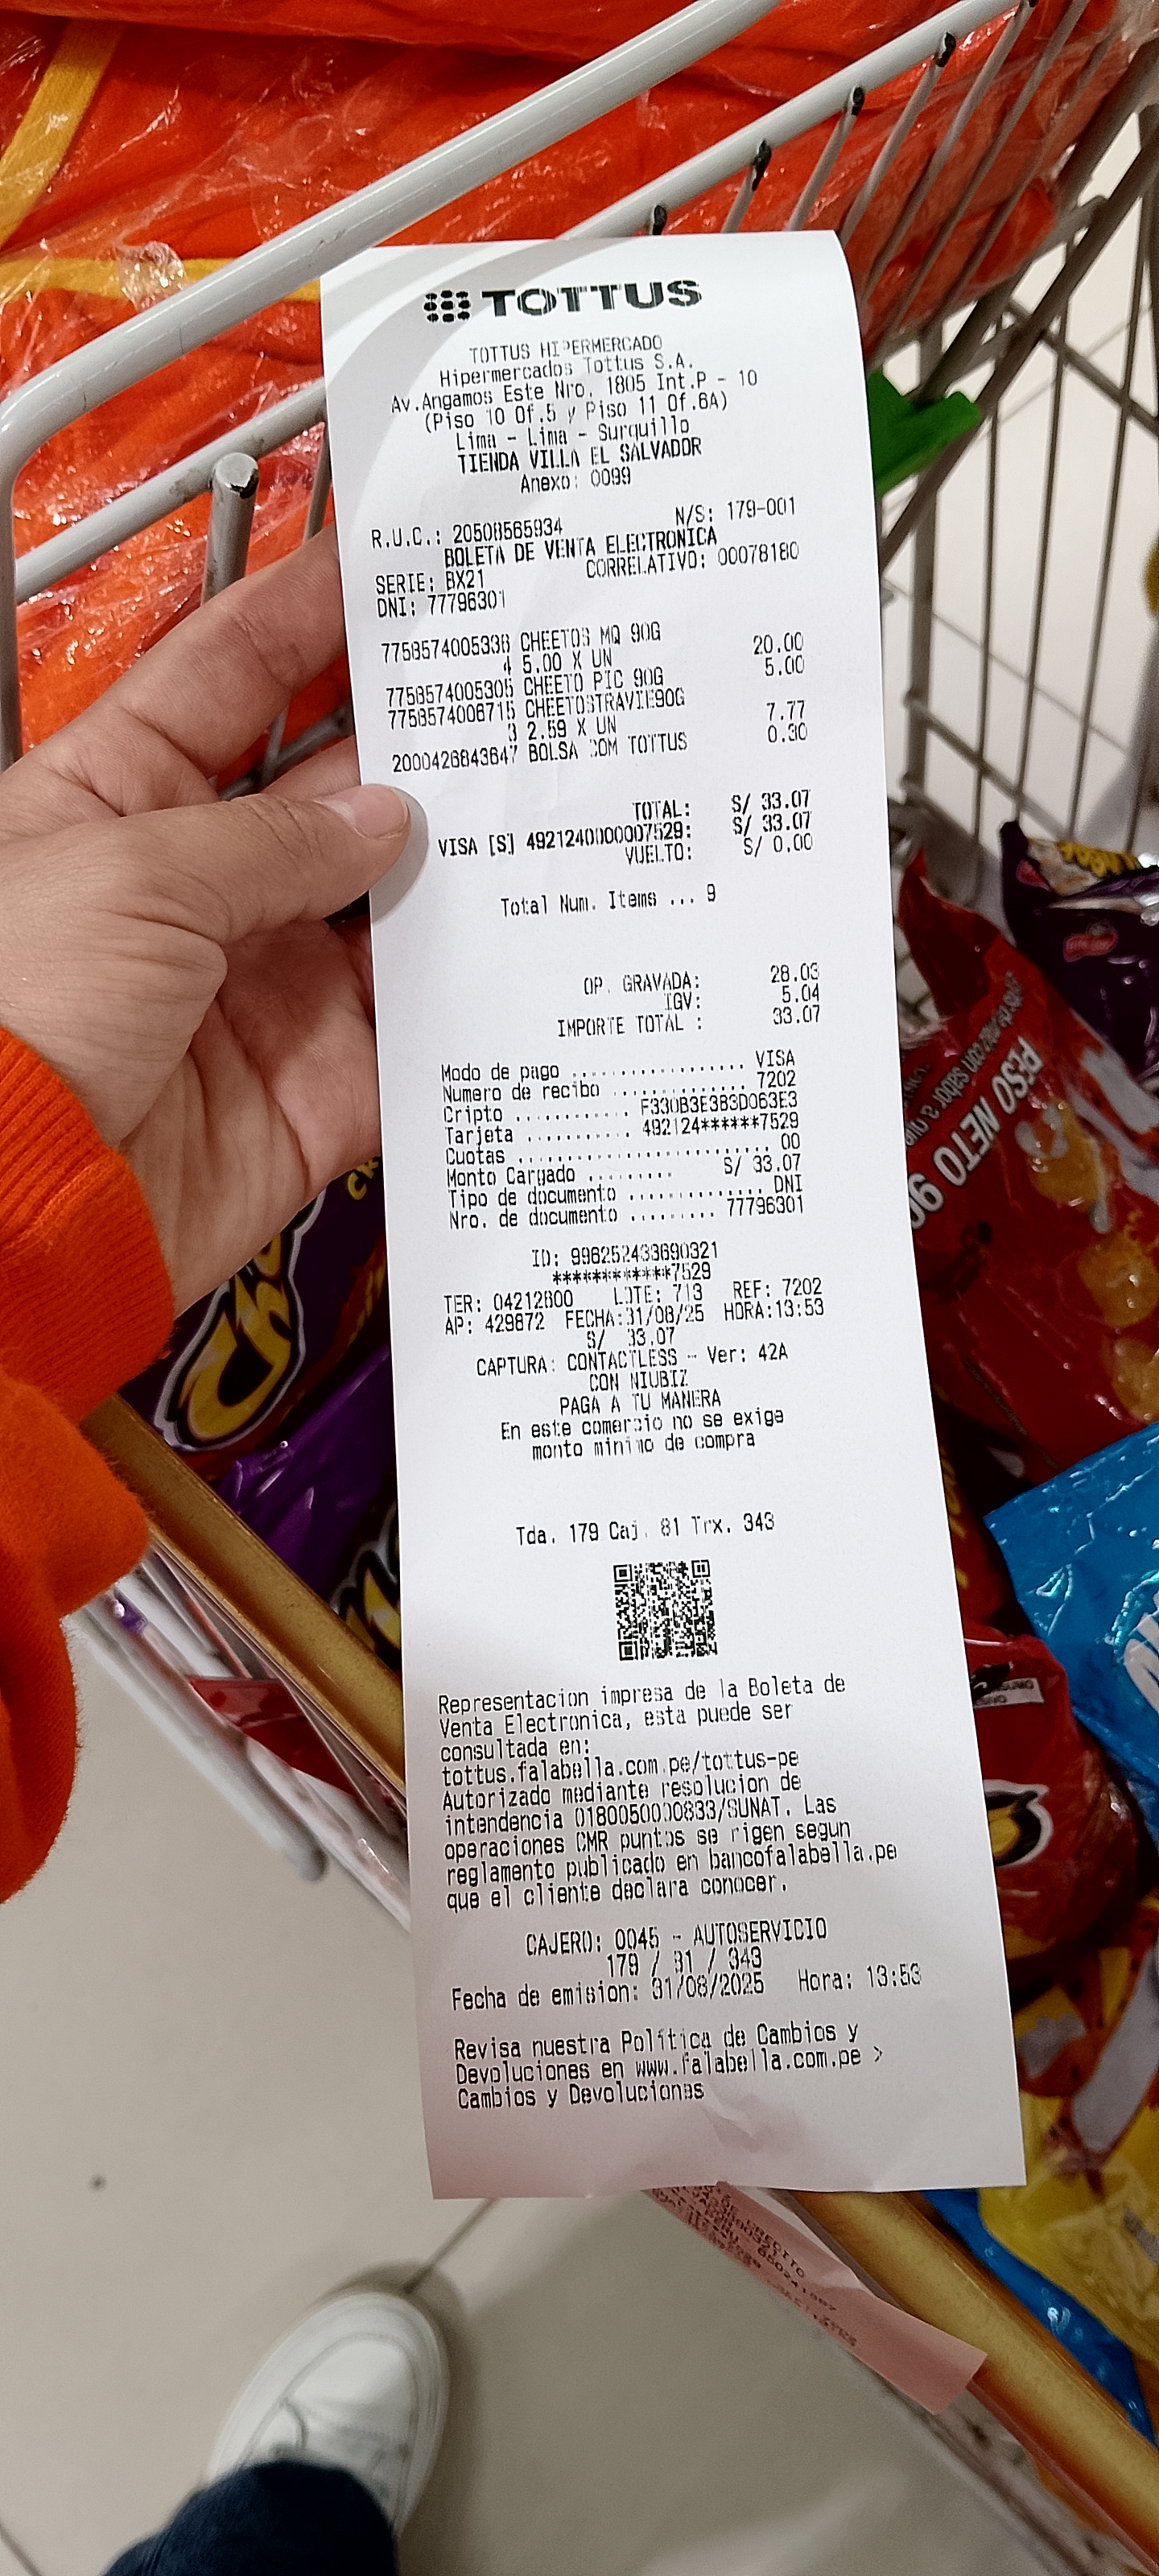 TOTTUS
TOTTUS HIPERMERCADO
Hipermercados Tottus S.A.
Av.Angamos Este Nro. 1805 Int.P - 10
(Piso 10 Of.5 y Piso 11 Of.6A)
Lima - Lima - Surquillo
TIENDA VILLA EL SALVADOR
Anexo: 0099
R.U.C.: 20508565934 N/S: 179-001
BOLETA DE VENTA ELECTRONICA
SERIE: BX21 CORRELATIVO: 00078180
DNI: 77796301
7758574005338 CHEETOS MQ 90G 20.00
4 5.00 X UN
7758574005305 CHEETO PIC 90G 5.00
7758574008715 CHEETOSTRAVIE90G 7.77
3 2.59 X UN
2000426843647 BOLSA COM TOTTUS 0.30
TOTAL: S/ 33.07
VISA [S] 4921240000007529: S/ 33.07
VUELTO: S/ 0.00
Total Num. Items ... 9
OP. GRAVADA: 28.03
IGV: 5.04
IMPORTE TOTAL : 33.07
Modo de pago .................. VISA
Numero de recibo .............. 7202
Cripto ............ F330B3E383D063E3
Tarjeta ........... 492124******7529
Cuotas .......................... 00
Monto Cargado ......... S/ 33.07
Tipo de documento .............. DNI
Nro. de documento ......... 77796301
ID: 996252433690321
************7529
TER: 04212800 LOTE: 713 REF: 7202
AP: 429872 FECHA:31/08/25 HORA:13:53
S/ 33.07
CAPTURA: CONTACTLESS - Ver: 42A
CON NIUBIZ
PAGA A TU MANERA
En este comercio no se exige
monto minimo de compra
Tda. 179 Caj. 81 Trx. 343
Representacion impresa de la Boleta de
Venta Electronica, esta puede ser
consultada en:
tottus.falabella.com.pe/tottus-pe
Autorizado mediante resolucion de
intendencia 0180050000833/SUNAT. Las
operaciones CMR puntos se rigen segun
reglamento publicado en bancofalabella.pe
que el cliente declara conocer.
CAJERO: 0045 - AUTOSERVICIO
179 / 81 / 343
Fecha de emision: 31/08/2025 Hora: 13:53
Revisa nuestra Política de Cambios y
Devoluciones en www.falabella.com.pe >
Cambios y Devoluciones
PESO NETO 90